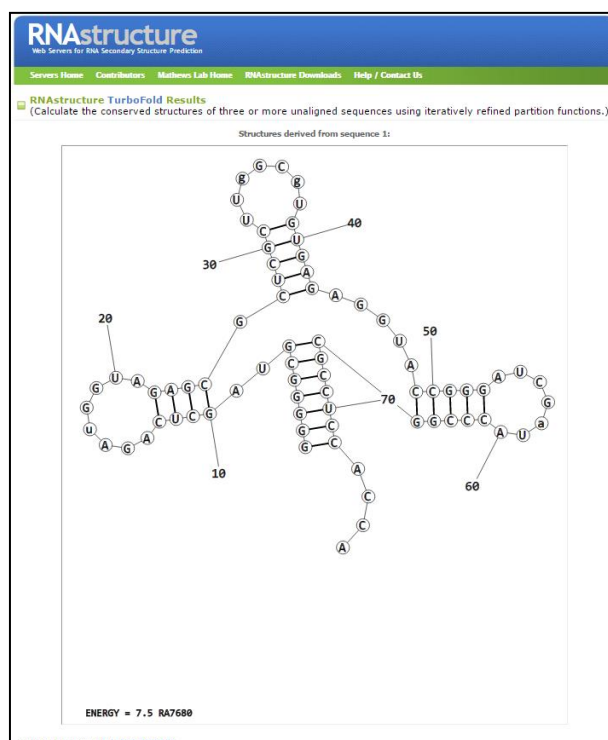 RNAstructure
Web Servers for RNA Secondary Structure Prediction
Servers Home Contributors Mathews Lab Home RNAstructure Downloads Help / Contact Us
RNAstructure TurboFold Results
(Calculate the conserved structures of three or more unaligned sequences using iteratively refined partition functions.)
Structures derived from sequence 1:
G G G G G C G U A G C U C A G A u G G U A G A G C G C U C G C U U g G C g U G U G A G A G G U A C C G G G A U C G a U A C C C G G C G C C U C C A C C A
10
20
30
40
50
60
70
ENERGY = 7.5 RA7680